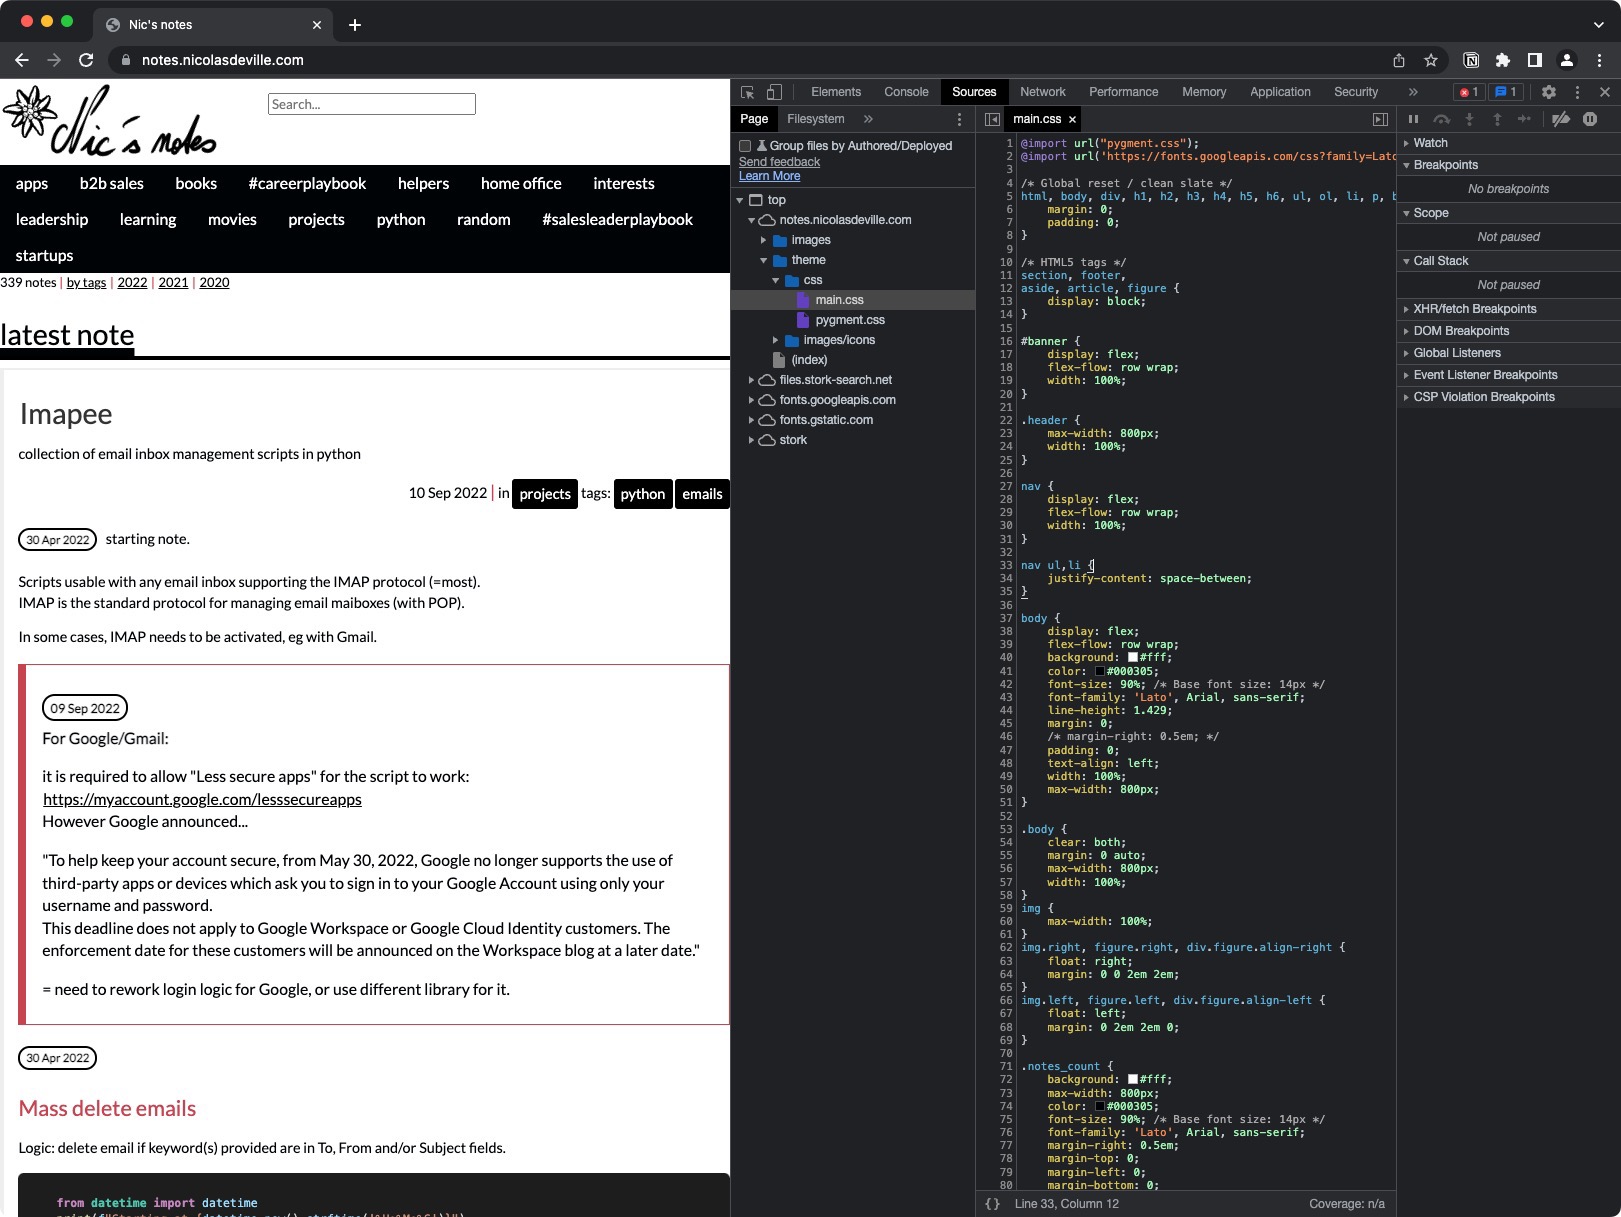 Nic's notes
notes.nicolasdeville.com
Nic's notes
Search...
apps b2b sales books #careerplaybook helpers home office interests
leadership learning movies projects python random #salesleaderplaybook
startups
339 notes | by tags | 2022 | 2021 | 2020
latest note
Imapee
collection of email inbox management scripts in python
10 Sep 2022 | in projects tags: python emails
30 Apr 2022 starting note.
Scripts usable with any email inbox supporting the IMAP protocol (=most).
IMAP is the standard protocol for managing email maiboxes (with POP).
In some cases, IMAP needs to be activated, eg with Gmail.
09 Sep 2022
For Google/Gmail:
it is required to allow "Less secure apps" for the script to work:
https://myaccount.google.com/lesssecureapps
However Google announced...
"To help keep your account secure, from May 30, 2022, Google no longer supports the use of
third-party apps or devices which ask you to sign in to your Google Account using only your
username and password.
This deadline does not apply to Google Workspace or Google Cloud Identity customers. The
enforcement date for these customers will be announced on the Workspace blog at a later date."
= need to rework login logic for Google, or use different library for it.
30 Apr 2022
Mass delete emails
Logic: delete email if keyword(s) provided are in To, From and/or Subject fields.
from datetime import datetime
Elements Console Sources Network Performance Memory Application Security » 1 1
Page Filesystem »
Group files by Authored/Deployed
Send feedback
Learn More
top
notes.nicolasdeville.com
images
theme
css
main.css
pygment.css
images/icons
(index)
files.stork-search.net
fonts.googleapis.com
fonts.gstatic.com
stork
main.css
1 @import url("pygment.css");
2 @import url('https://fonts.googleapis.com/css?family=Lato
3
4 /* Global reset / clean slate */
5 html, body, div, h1, h2, h3, h4, h5, h6, ul, ol, li, p, b
6 margin: 0;
7 padding: 0;
8 }
9
10 /* HTML5 tags */
11 section, footer,
12 aside, article, figure {
13 display: block;
14 }
15
16 #banner {
17 display: flex;
18 flex-flow: row wrap;
19 width: 100%;
20 }
21
22 .header {
23 max-width: 800px;
24 width: 100%;
25 }
26
27 nav {
28 display: flex;
29 flex-flow: row wrap;
30 width: 100%;
31 }
32
33 nav ul,li {
34 justify-content: space-between;
35 }
36
37 body {
38 display: flex;
39 flex-flow: row wrap;
40 background: #fff;
41 color: #000305;
42 font-size: 90%; /* Base font size: 14px */
43 font-family: 'Lato', Arial, sans-serif;
44 line-height: 1.429;
45 margin: 0;
46 /* margin-right: 0.5em; */
47 padding: 0;
48 text-align: left;
49 width: 100%;
50 max-width: 800px;
51 }
52
53 .body {
54 clear: both;
55 margin: 0 auto;
56 max-width: 800px;
57 width: 100%;
58 }
59 img {
60 max-width: 100%;
61 }
62 img.right, figure.right, div.figure.align-right {
63 float: right;
64 margin: 0 0 2em 2em;
65 }
66 img.left, figure.left, div.figure.align-left {
67 float: left;
68 margin: 0 2em 2em 0;
69 }
70
71 .notes_count {
72 background: #fff;
73 max-width: 800px;
74 color: #000305;
75 font-size: 90%; /* Base font size: 14px */
76 font-family: 'Lato', Arial, sans-serif;
77 margin-right: 0.5em;
78 margin-top: 0;
79 margin-left: 0;
80 margin-bottom: 0;
{} Line 33, Column 12 Coverage: n/a
Watch
Breakpoints
No breakpoints
Scope
Not paused
Call Stack
Not paused
XHR/fetch Breakpoints
DOM Breakpoints
Global Listeners
Event Listener Breakpoints
CSP Violation Breakpoints